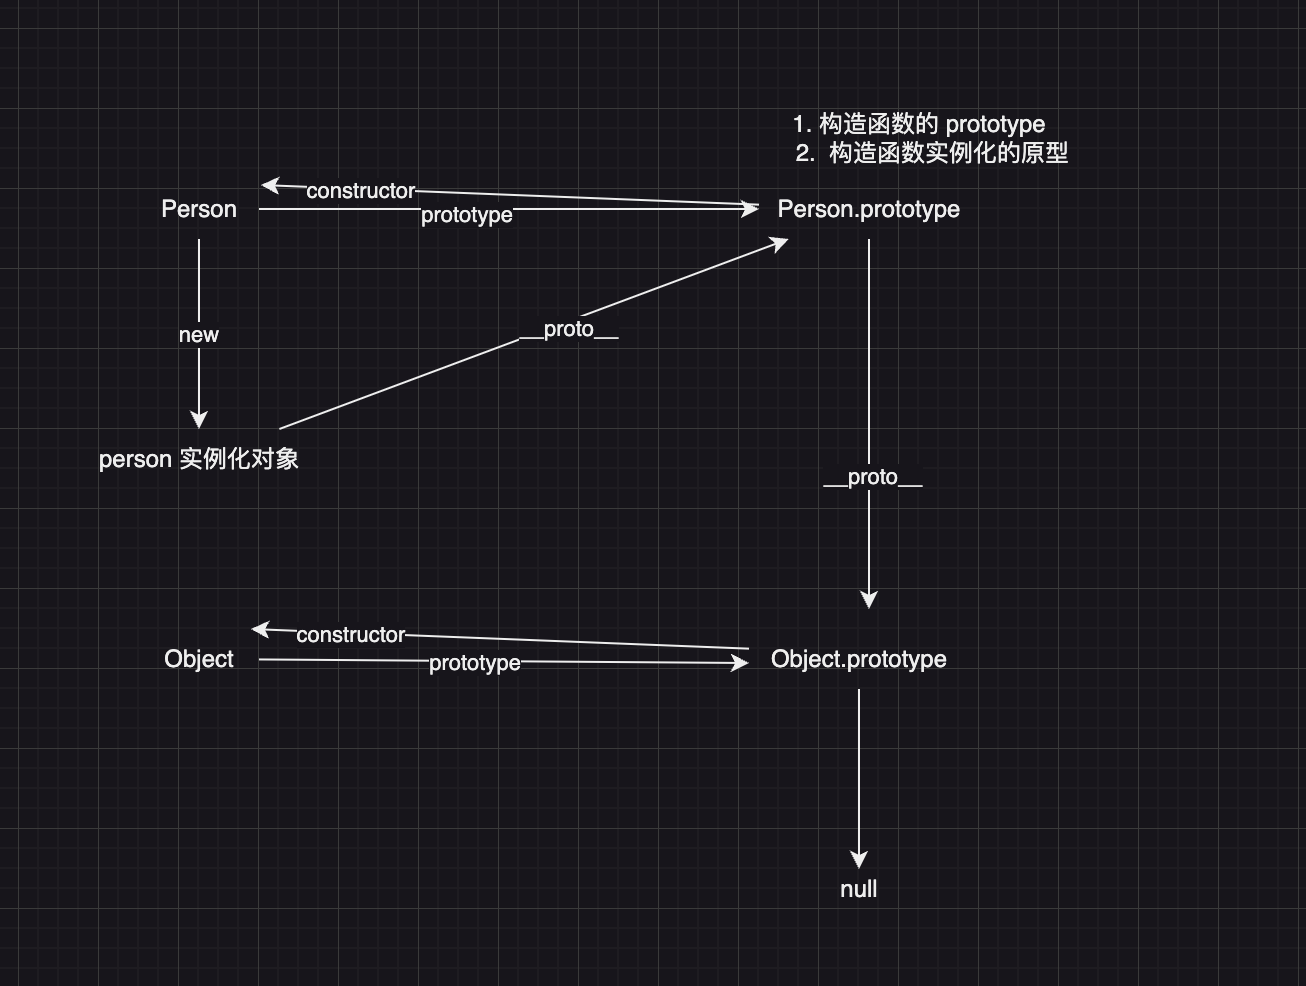 1. 构造函数的 prototype
2. 构造函数实例化的原型
constructor
Person
prototype
Person.prototype
__proto__
new
person 实例化对象
__proto__
constructor
Object
prototype
Object.prototype
null